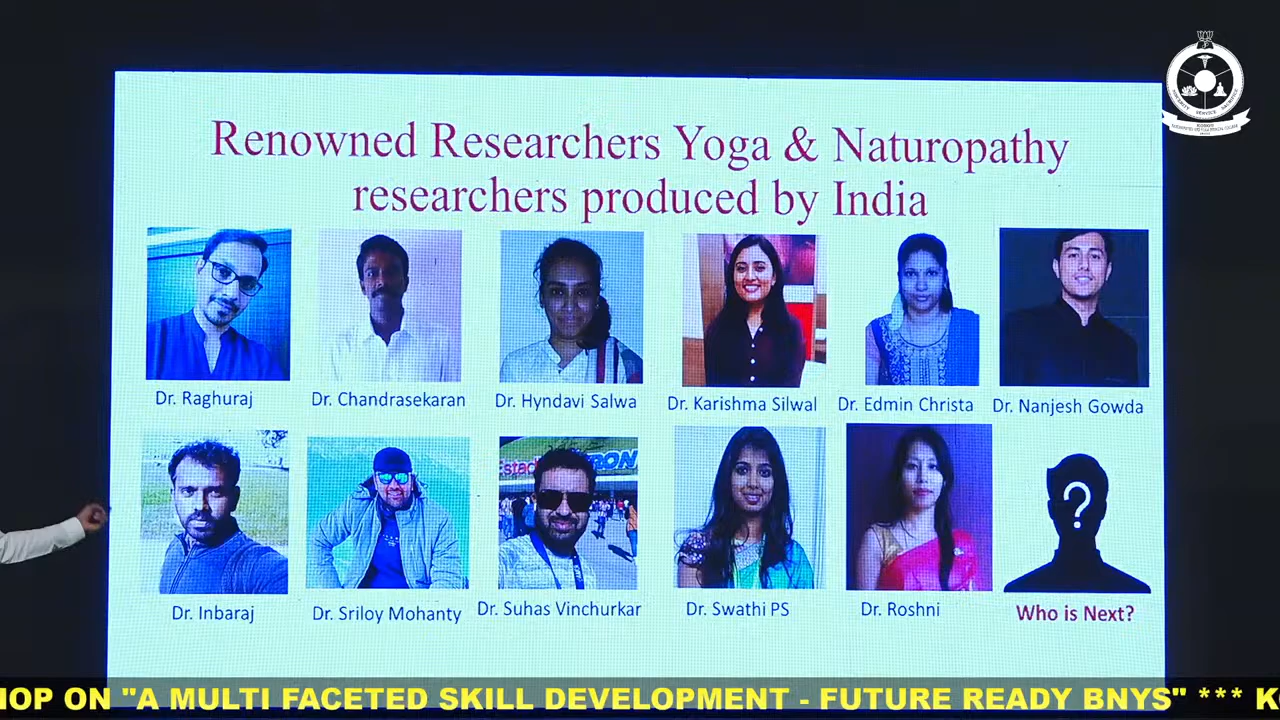 Renowned Researchers Yoga & Naturopathy
researchers produced by India
Estad
Dr. Raghuraj
Dr. Chandrasekaran
Dr. Hyndavi Salwa
Dr. Karishma Silwal
Dr. Edmin Christa
Dr. Nanjesh Gowda
?
Dr. Inbaraj
Dr. Sriloy Mohanty
Dr. Suhas Vinchurkar
Dr. Swathi PS
Dr. Roshni
Who is Next?
HOP ON "A MULTI FACETED SKILL DEVELOPMENT - FUTURE READY BNYS" *** K